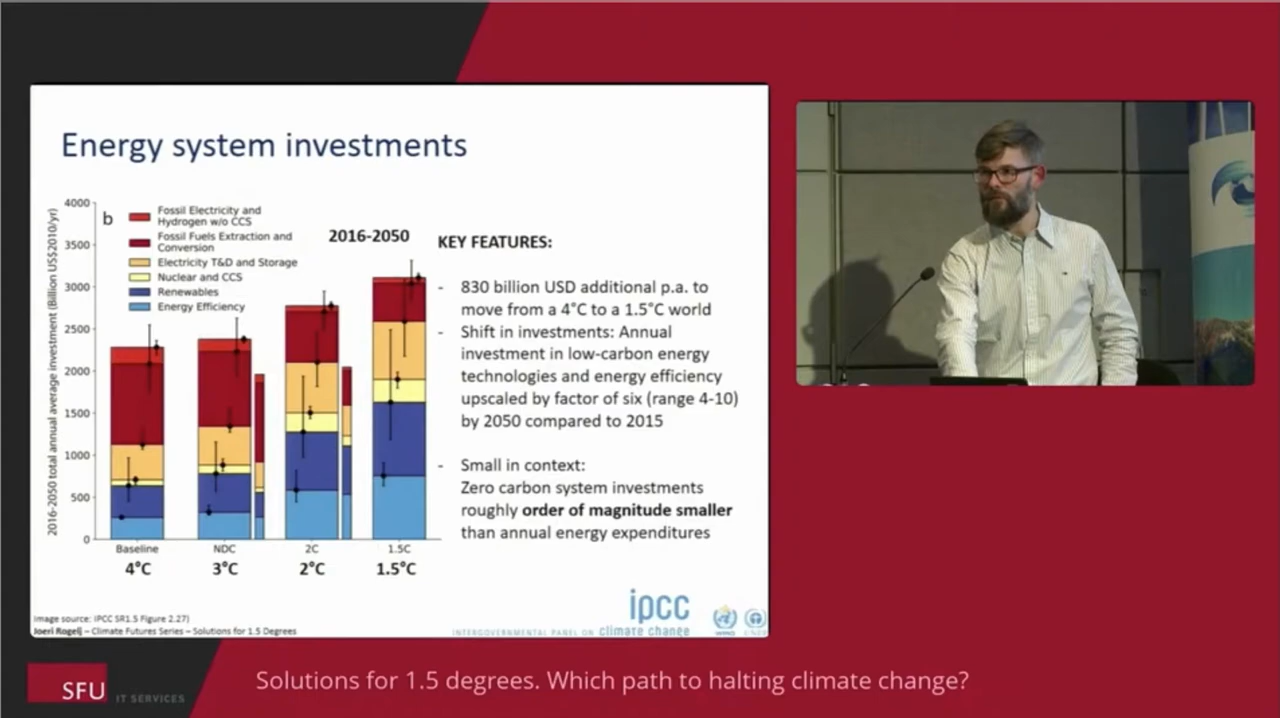 Energy system investments
2016-2050 total annual average investment (Billion US$2010/yr)
4000
3500
3000
2500
2000
1500
1000
500
0
b
Fossil Electricity and
Hydrogen w/o CCS
Fossil Fuels Extraction and
Conversion
Electricity T&D and Storage
Nuclear and CCS
Renewables
Energy Efficiency
2016-2050
Baseline
NDC
2C
1.5C
4°C
3°C
2°C
1.5°C
KEY FEATURES:
- 830 billion USD additional p.a. to
move from a 4°C to a 1.5°C world
- Shift in investments: Annual
investment in low-carbon energy
technologies and energy efficiency
upscaled by factor of six (range 4-10)
by 2050 compared to 2015
- Small in context:
Zero carbon system investments
roughly order of magnitude smaller
than annual energy expenditures
Image source: IPCC SR1.5 Figure 2.27)
Joeri Rogelj – Climate Futures Series – Solutions for 1.5 Degrees
ipcc
INTERGOVERNMENTAL PANEL ON climate change
WMO
UNEP
SFU IT SERVICES
Solutions for 1.5 degrees. Which path to halting climate change?